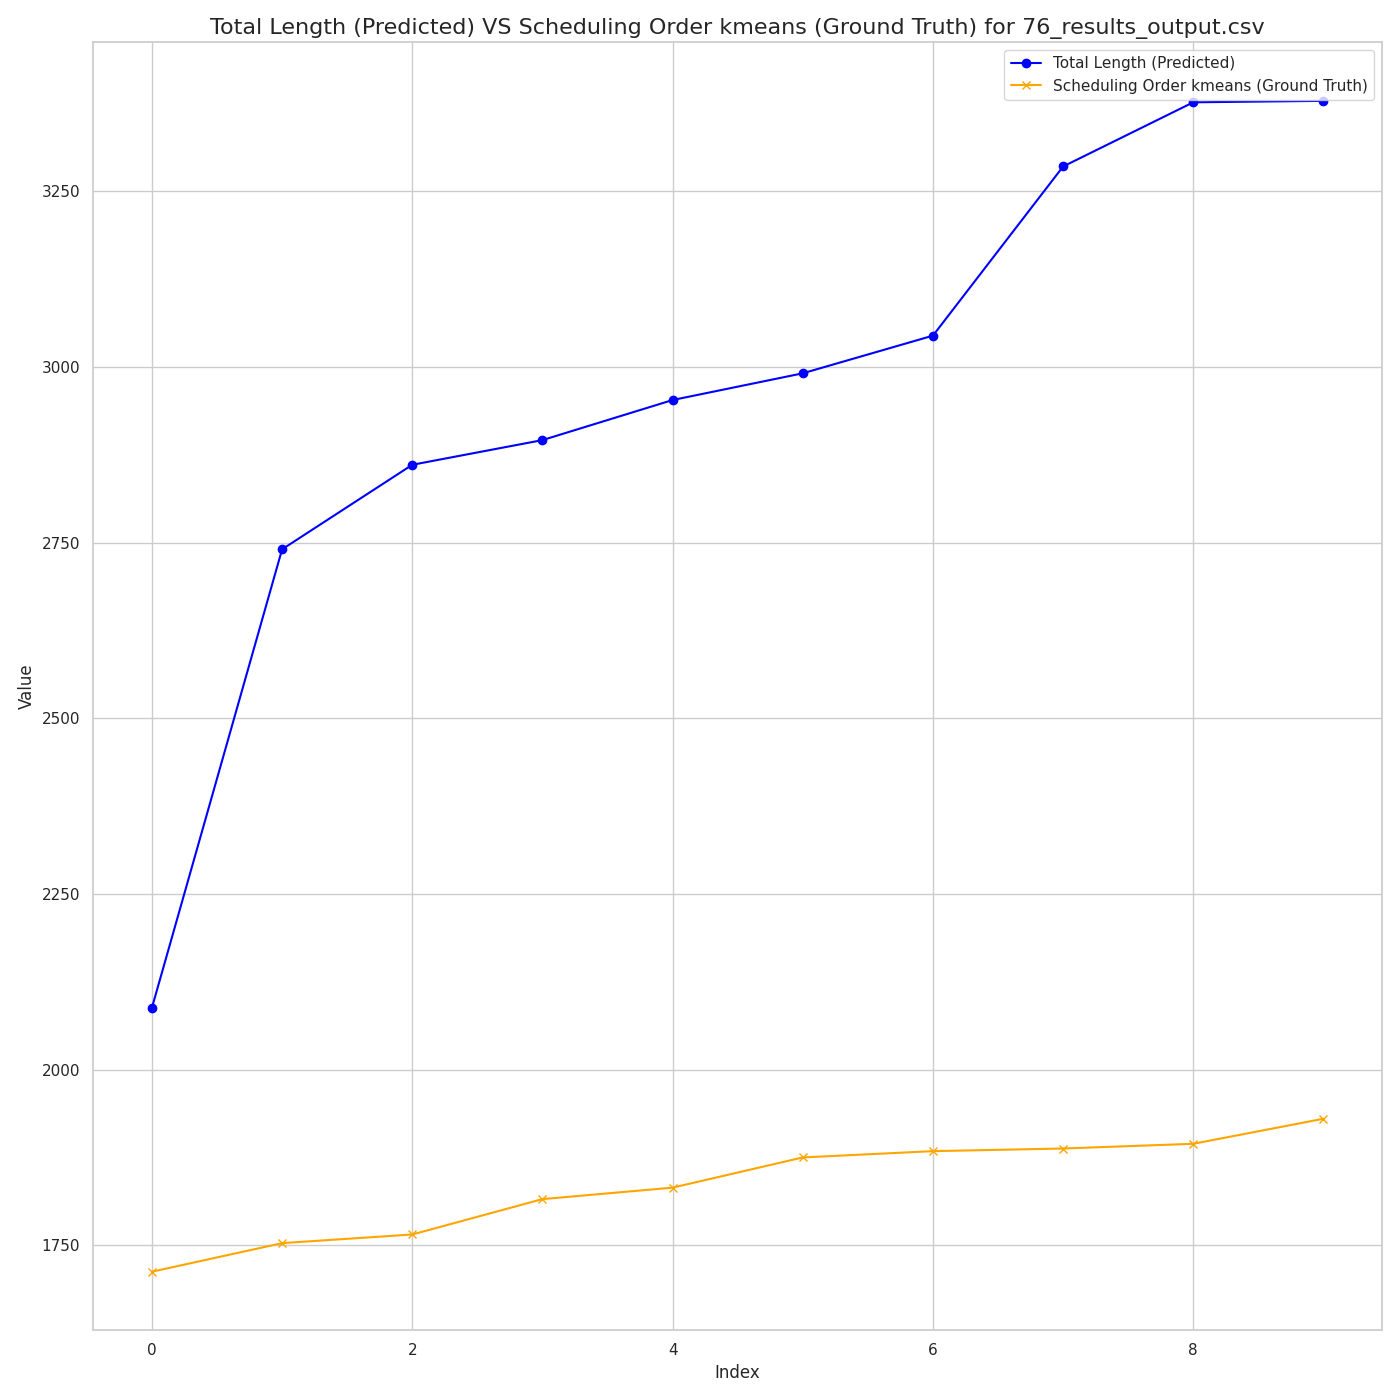 Total Length (Predicted) VS Scheduling Order kmeans (Ground Truth) for 76_results_output.csv
Total Length (Predicted)
Scheduling Order kmeans (Ground Truth)
3250
3000
2750
2500
2250
2000
1750
Value
0 2 4 6 8
Index